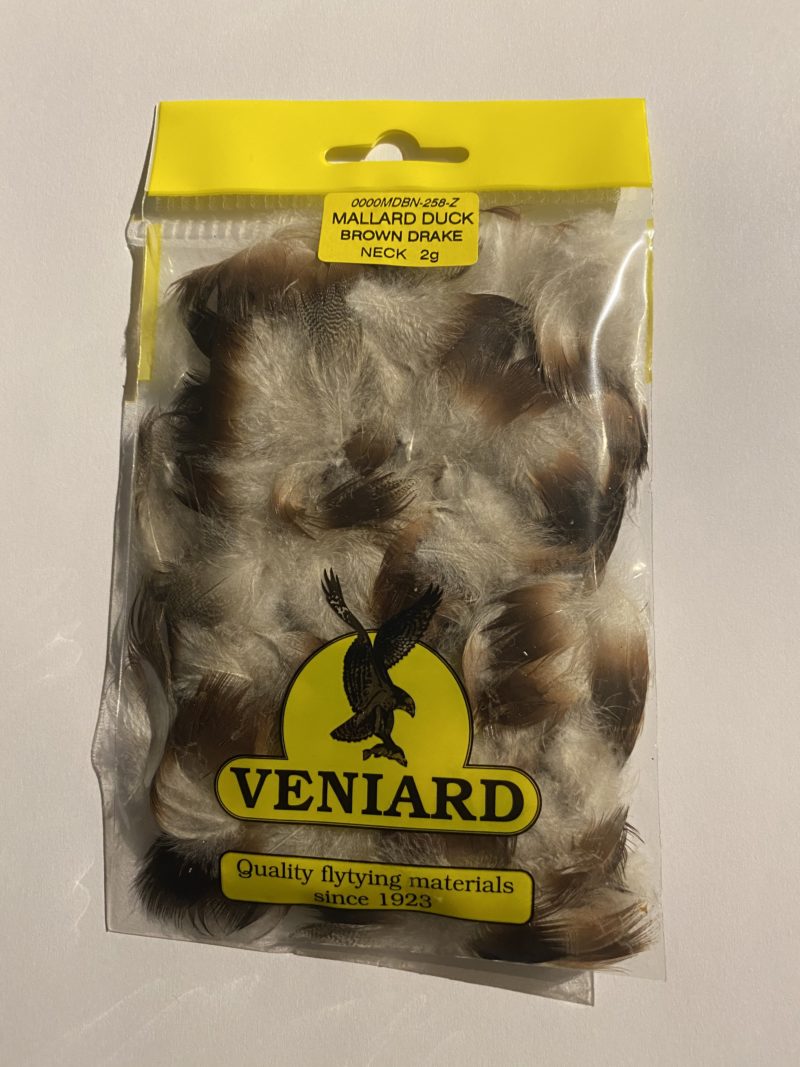 0000MDBN-258-Z
MALLARD DUCK
BROWN DRAKE
NECK 2g
VENIARD
Quality flytying materials
since 1923